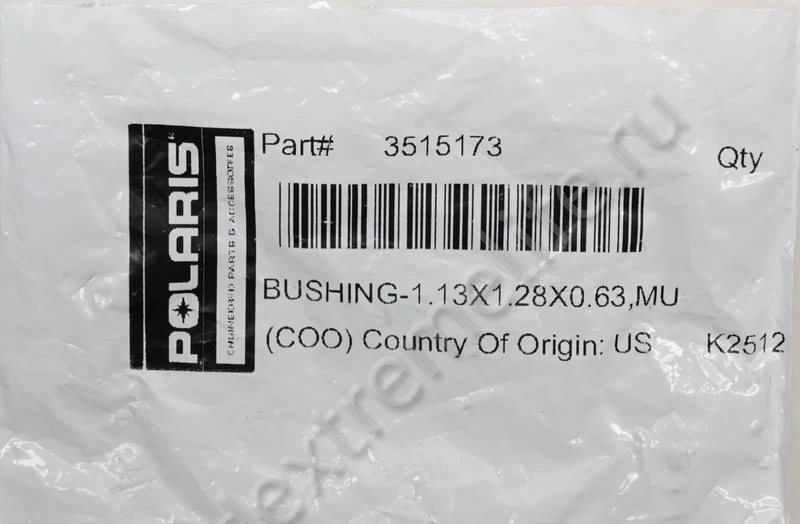 POLARIS
ENGINEERED PARTS & ACCESSORIES
Part# 3515173
Qty
BUSHING-1.13X1.28X0.63,MU
(COO) Country Of Origin: US K2512